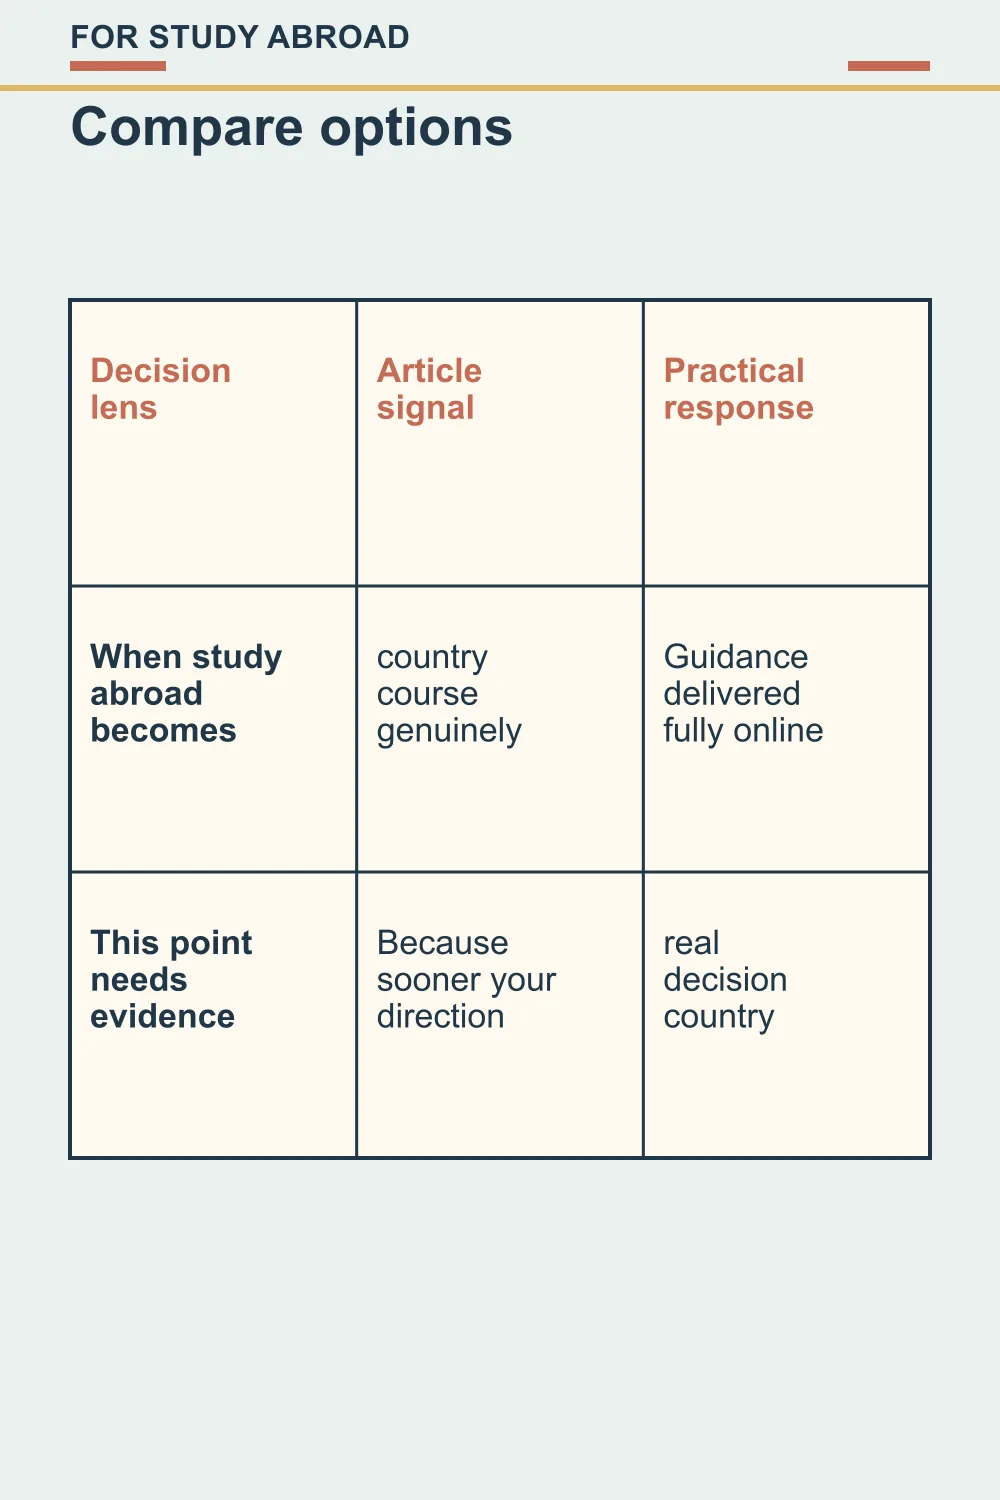 FOR STUDY ABROAD
Compare options
Decision
lens
Article
signal
Practical
response
When study
abroad
becomes
country
course
genuinely
Guidance
delivered
fully online
This point
needs
evidence
Because
sooner your
direction
real
decision
country